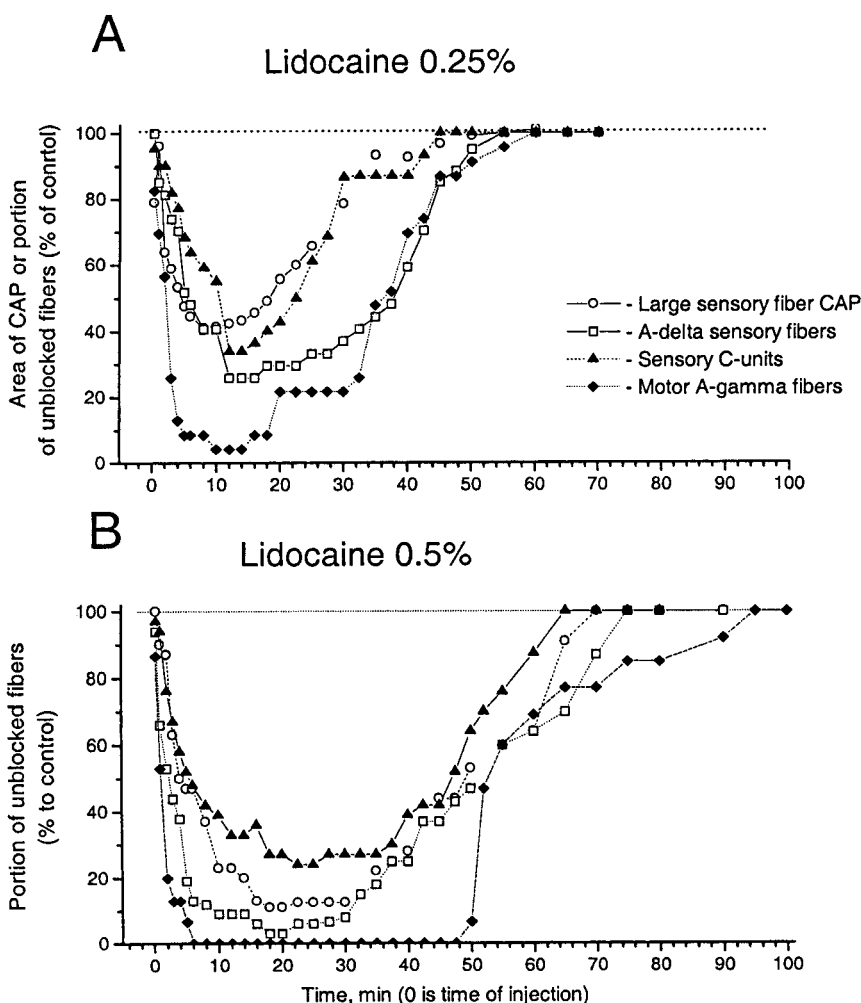 A
Lidocaine 0.25%
Area of CAP or portion
of unblocked fibers (% of conrtol)
100
80
60
40
20
0
0 10 20 30 40 50 60 70 80 90 100
- Large sensory fiber CAP
- A-delta sensory fibers
- Sensory C-units
- Motor A-gamma fibers
B
Lidocaine 0.5%
Portion of unblocked fibers
(% to control)
100
80
60
40
20
0
0 10 20 30 40 50 60 70 80 90 100
Time, min (0 is time of injection)